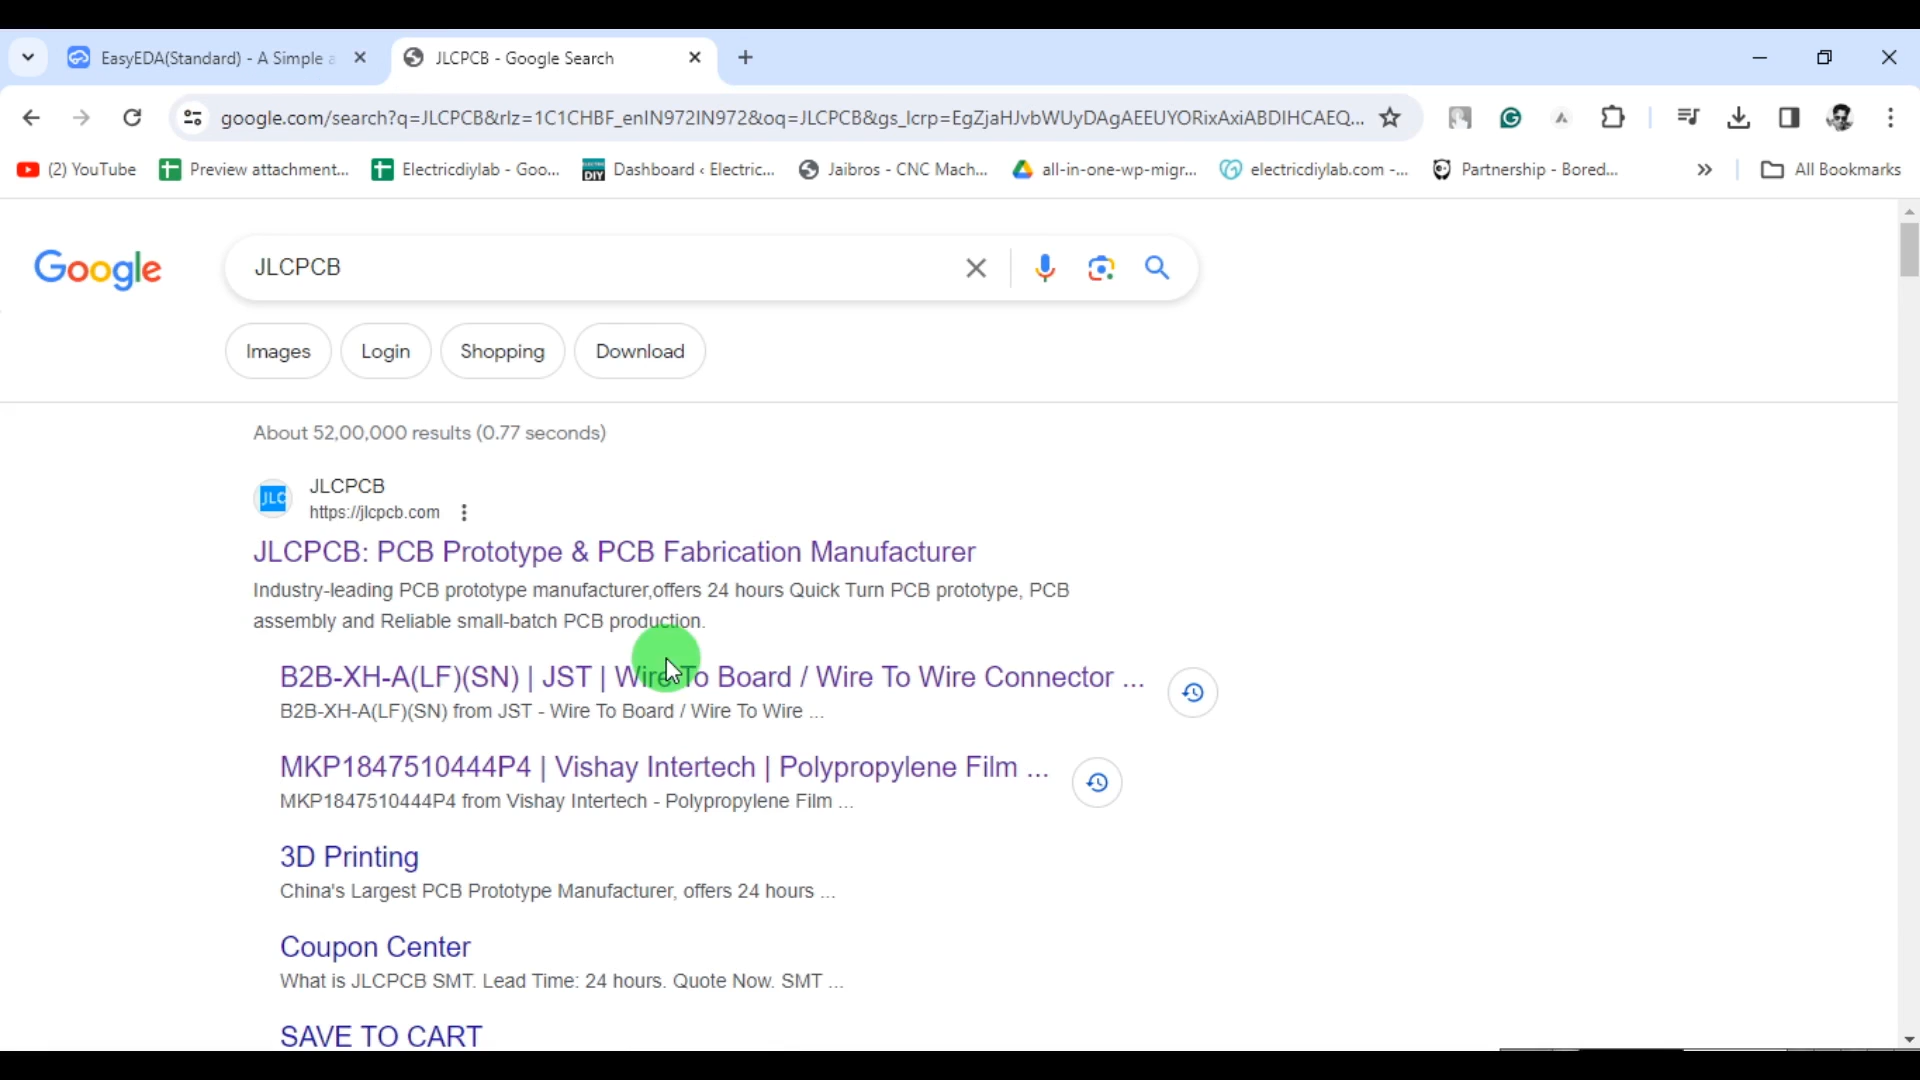 EasyEDA(Standard) - A Simple a
JLCPCB - Google Search
google.com/search?q=JLCPCB&rlz=1C1CHBF_enIN972IN972&oq=JLCPCB&gs_lcrp=EgZjaHJvbWUyDAgAEEUYORixAxiABDIHCAEQ...
(2) YouTube
Preview attachment...
Electricdiylab - Goo...
Dashboard ‹ Electric...
Jaibros - CNC Mach...
all-in-one-wp-migr...
electricdiylab.com -...
Partnership - Bored...
All Bookmarks
Google
JLCPCB
Images
Login
Shopping
Download
About 52,00,000 results (0.77 seconds)
JLC
JLCPCB
https://jlcpcb.com
JLCPCB: PCB Prototype & PCB Fabrication Manufacturer
Industry-leading PCB prototype manufacturer,offers 24 hours Quick Turn PCB prototype, PCB
assembly and Reliable small-batch PCB production.
B2B-XH-A(LF)(SN) | JST | Wire To Board / Wire To Wire Connector ...
B2B-XH-A(LF)(SN) from JST - Wire To Board / Wire To Wire ...
MKP1847510444P4 | Vishay Intertech | Polypropylene Film ...
MKP1847510444P4 from Vishay Intertech - Polypropylene Film ...
3D Printing
China's Largest PCB Prototype Manufacturer, offers 24 hours ...
Coupon Center
What is JLCPCB SMT. Lead Time: 24 hours. Quote Now. SMT ...
SAVE TO CART